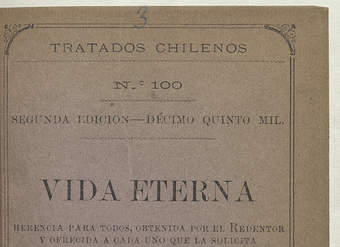 3
TRATADOS CHILENOS
N.º 100
SEGUNDA EDICIÓN—DÉCIMO QUINTO MIL.
VIDA ETERNA
HERENCIA PARA TODOS, OBTENIDA POR EL REDENTOR
Y OFRECIDA A CADA UNO QUE LA SOLICITA